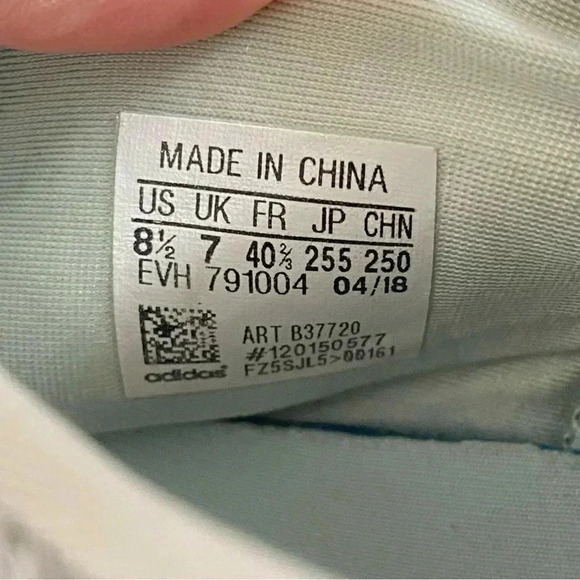 MADE IN CHINA
US UK FR JP CHN
8½ 7 40⅔ 255 250
EVH 791004 04/18
ART B37720
#120150577
FZ5SJL5>00161
adidas